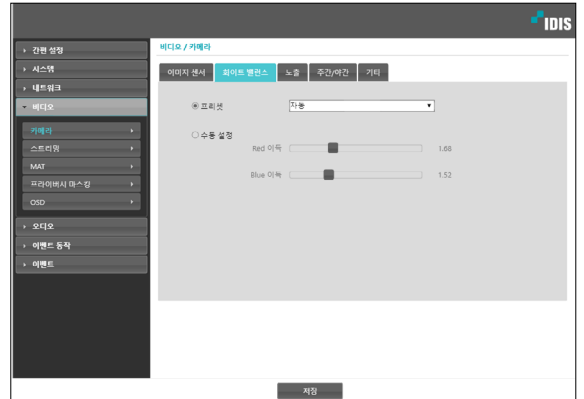 IDIS
간편 설정
시스템
네트워크
비디오
카메라
스트리밍
MAT
프라이버시 마스킹
OSD
오디오
이벤트 동작
이벤트
비디오 / 카메라
이미지 센서 화이트 밸런스 노출 주간/야간 기타
프리셋 자동
수동 설정
Red 이득 1.68
Blue 이득 1.52
저장